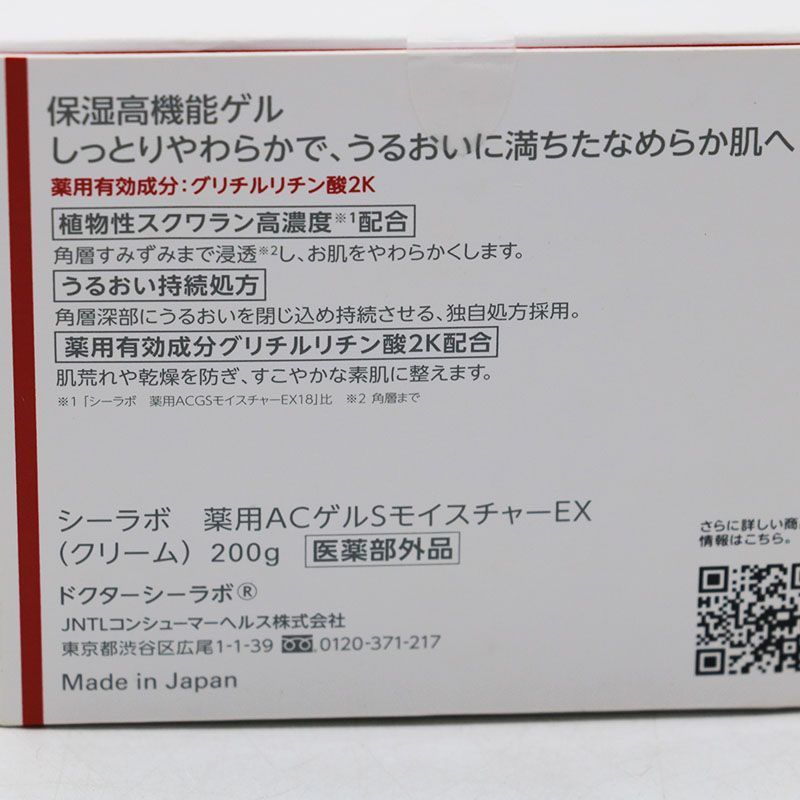 保湿高機能ゲル
しっとりやわらかで、うるおいに満ちたなめらか肌へ
薬用有効成分：グリチルリチン酸2K
植物性スクワラン高濃度※1配合
角層すみずみまで浸透※2し、お肌をやわらかくします。
うるおい持続処方
角層深部にうるおいを閉じ込め持続させる、独自処方採用。
薬用有効成分グリチルリチン酸2K配合
肌荒れや乾燥を防ぎ、すこやかな素肌に整えます。
※1「シーラボ　薬用ACGSモイスチャーEX18」比　※2 角層まで
シーラボ　薬用ACゲルSモイスチャーEX
（クリーム）200g 医薬部外品
ドクターシーラボ®
JNTLコンシューマーヘルス株式会社
東京都渋谷区広尾1-1-39 0120-371-217
Made in Japan
さらに詳しい商
情報はこちら。